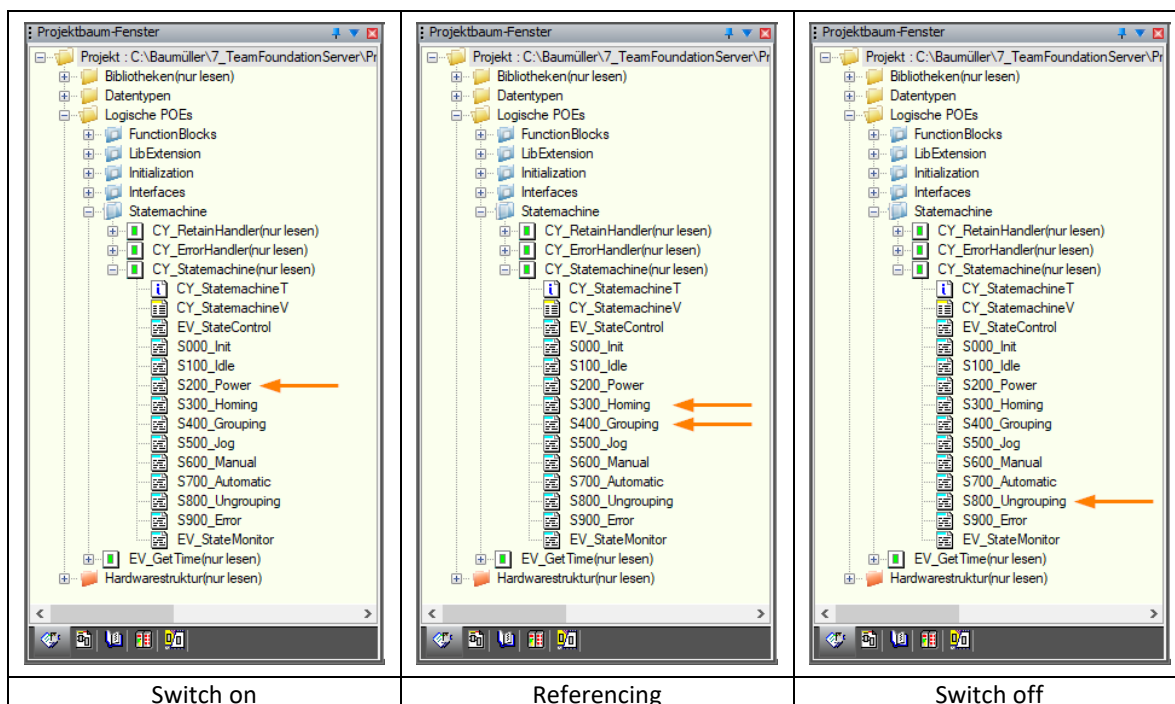 Projektbaum-Fenster
Projekt : C:\Baumüller\7_TeamFoundationServer\Pr
Bibliotheken(nur lesen)
Datentypen
Logische POEs
FunctionBlocks
LibExtension
Initialization
Interfaces
Statemachine
CY_RetainHandler(nur lesen)
CY_ErrorHandler(nur lesen)
CY_Statemachine(nur lesen)
CY_StatemachineT
CY_StatemachineV
EV_StateControl
S000_Init
S100_Idle
S200_Power
S300_Homing
S400_Grouping
S500_Jog
S600_Manual
S700_Automatic
S800_Ungrouping
S900_Error
EV_StateMonitor
EV_GetTime(nur lesen)
Hardwarestruktur(nur lesen)
Switch on
Projektbaum-Fenster
Projekt : C:\Baumüller\7_TeamFoundationServer\Pr
Bibliotheken(nur lesen)
Datentypen
Logische POEs
FunctionBlocks
LibExtension
Initialization
Interfaces
Statemachine
CY_RetainHandler(nur lesen)
CY_ErrorHandler(nur lesen)
CY_Statemachine(nur lesen)
CY_StatemachineT
CY_StatemachineV
EV_StateControl
S000_Init
S100_Idle
S200_Power
S300_Homing
S400_Grouping
S500_Jog
S600_Manual
S700_Automatic
S800_Ungrouping
S900_Error
EV_StateMonitor
EV_GetTime(nur lesen)
Hardwarestruktur(nur lesen)
Referencing
Projektbaum-Fenster
Projekt : C:\Baumüller\7_TeamFoundationServer\Pr
Bibliotheken(nur lesen)
Datentypen
Logische POEs
FunctionBlocks
LibExtension
Initialization
Interfaces
Statemachine
CY_RetainHandler(nur lesen)
CY_ErrorHandler(nur lesen)
CY_Statemachine(nur lesen)
CY_StatemachineT
CY_StatemachineV
EV_StateControl
S000_Init
S100_Idle
S200_Power
S300_Homing
S400_Grouping
S500_Jog
S600_Manual
S700_Automatic
S800_Ungrouping
S900_Error
EV_StateMonitor
EV_GetTime(nur lesen)
Hardwarestruktur(nur lesen)
Switch off